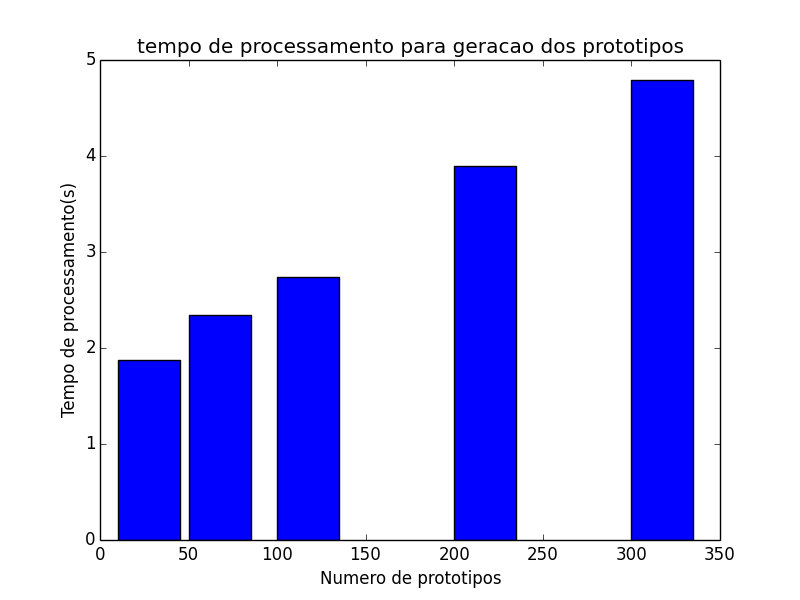 tempo de processamento para geracao dos prototipos
5
4
3
2
1
0
Tempo de processamento(s)
0 50 100 150 200 250 300 350
Numero de prototipos